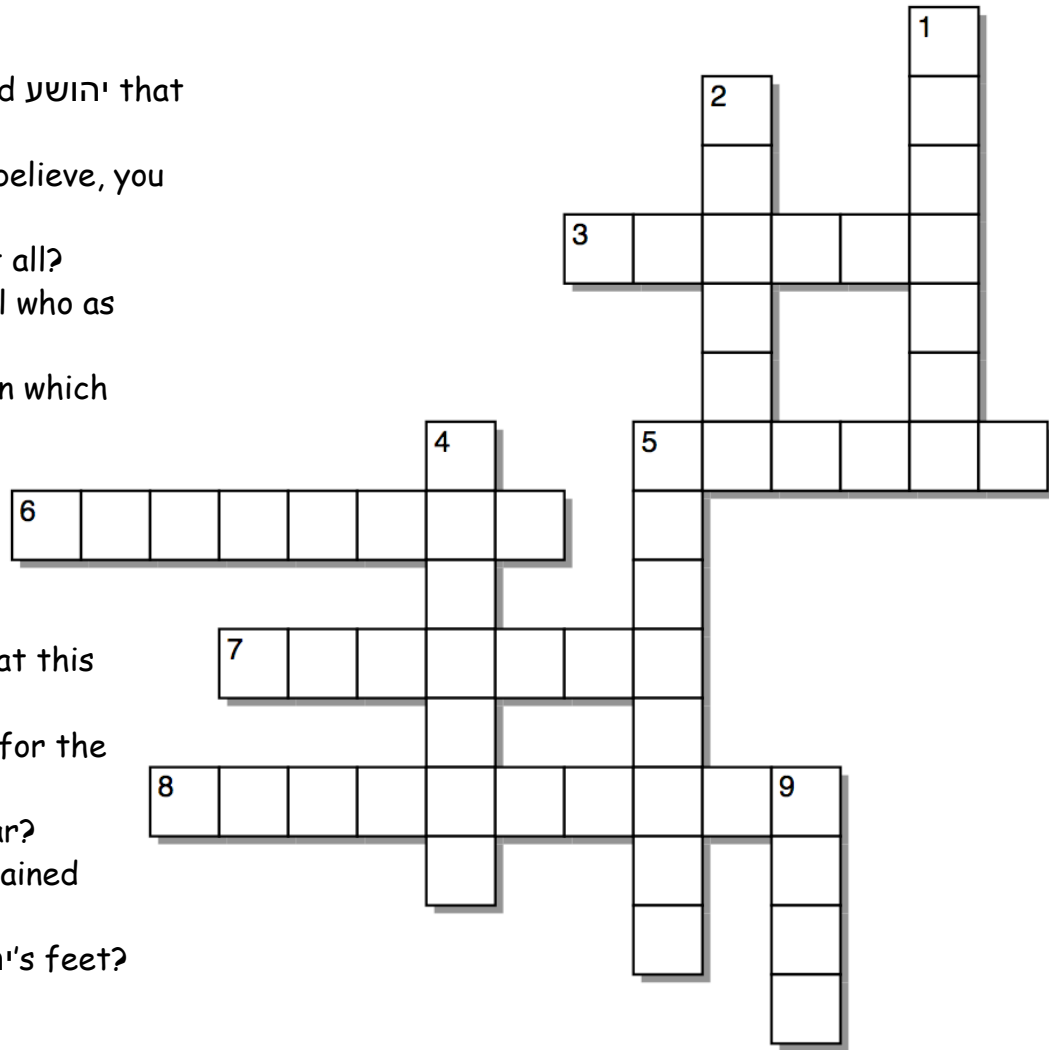 1
d יהושע that
2
believe, you
3
all?
l who as
n which
4
5
6
7
at this
for the
8
9
ar?
ained
's feet?